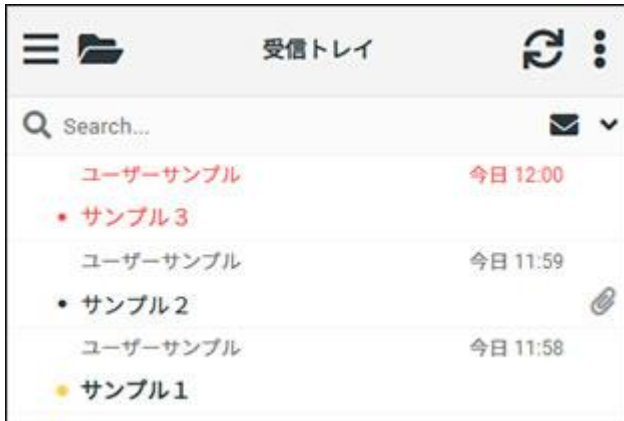 受信トレイ
Search...
ユーザーサンプル 今日 12:00
サンプル３
ユーザーサンプル 今日 11:59
サンプル２
ユーザーサンプル 今日 11:58
サンプル１